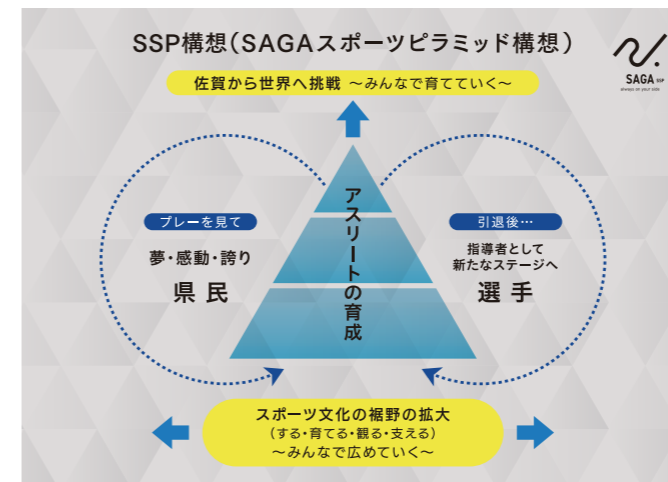 SSP構想(SAGAスポーツピラミッド構想)
SAGA SSP
always on your side.
佐賀から世界へ挑戦 〜みんなで育てていく〜
アスリートの育成
プレーを見て
夢・感動・誇り
県民
引退後…
指導者として
新たなステージへ
選手
スポーツ文化の裾野の拡大
(する・育てる・観る・支える)
〜みんなで広めていく〜